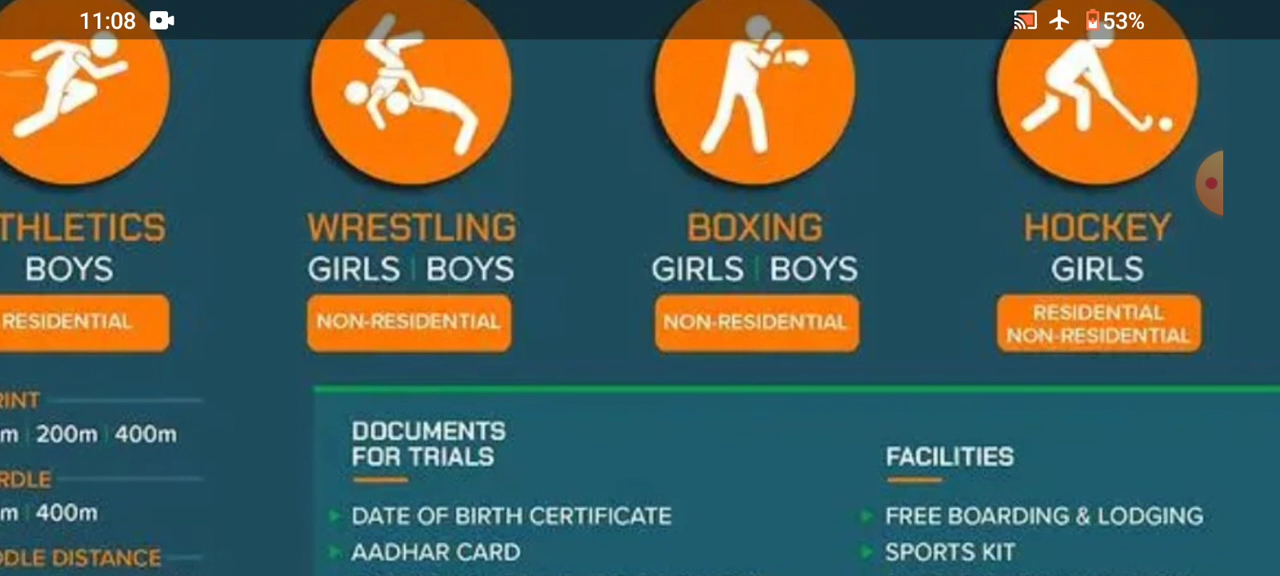 11:08 53%
THLETICS
BOYS
RESIDENTIAL
WRESTLING
GIRLS | BOYS
NON-RESIDENTIAL
BOXING
GIRLS | BOYS
NON-RESIDENTIAL
HOCKEY
GIRLS
RESIDENTIAL
NON-RESIDENTIAL
RINT
m | 200m | 400m
RDLE
m | 400m
DDLE DISTANCE
DOCUMENTS
FOR TRIALS
DATE OF BIRTH CERTIFICATE
AADHAR CARD
FACILITIES
FREE BOARDING & LODGING
SPORTS KIT